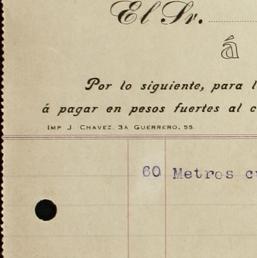 El Sr.
á
Por lo siguiente, para
á pagar en pesos fuertes al
IMP J. CHAVEZ. 3A GUERRERO, 55.
60 Metros